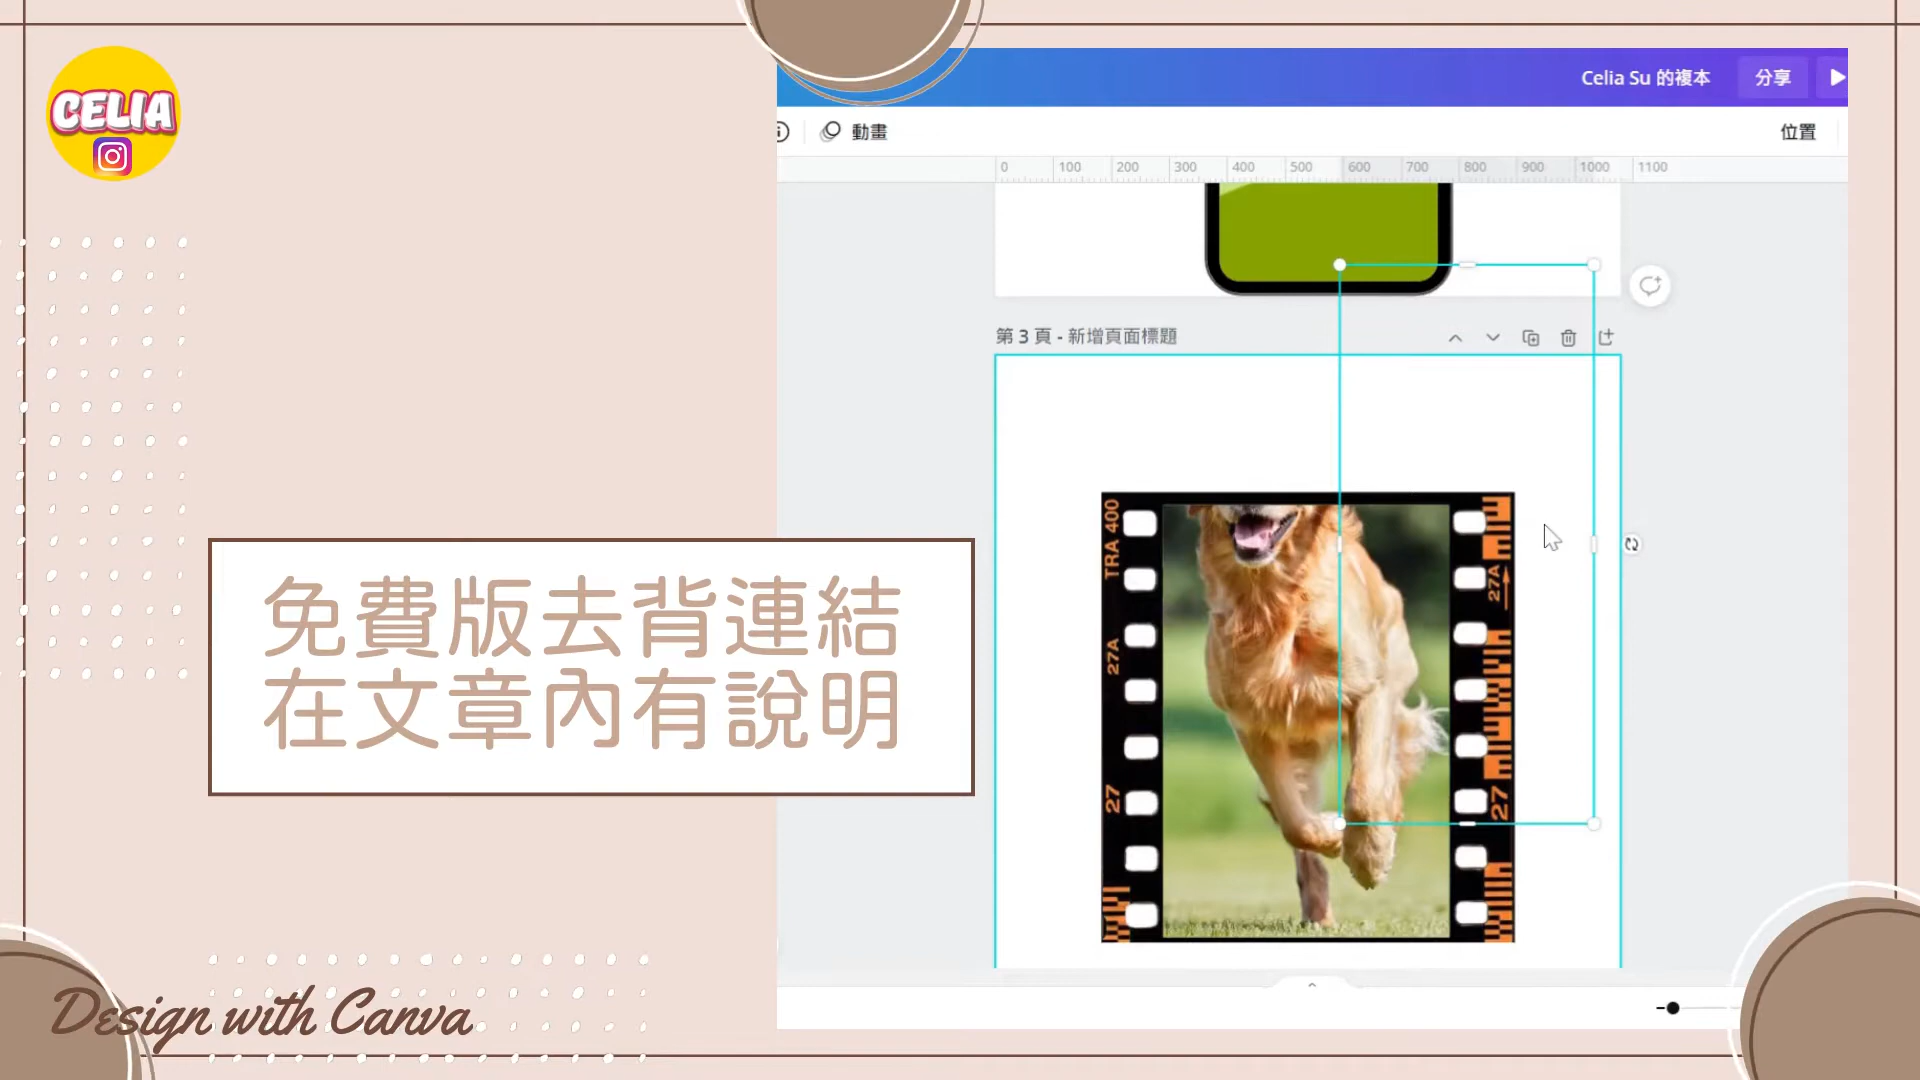 CELIA
Celia Su 的複本
分享
動畫
位置
0 100 200 300 400 500 600 700 800 900 1000 1100
第 3 頁 - 新增頁面標題
TRA 400
27A
27A
27
27
免費版去背連結
在文章內有說明
Design with Canva